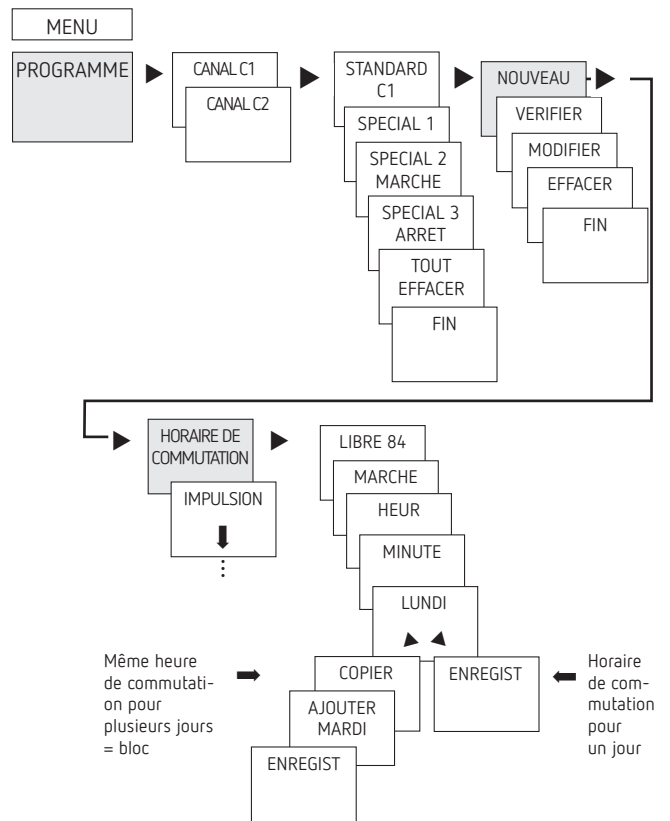 MENU
PROGRAMME
CANAL C1
CANAL C2
STANDARD
C1
SPECIAL 1
SPECIAL 2
MARCHE
SPECIAL 3
ARRET
TOUT
EFFACER
FIN
NOUVEAU
VERIFIER
MODIFIER
EFFACER
FIN
HORAIRE DE
COMMUTATION
IMPULSION
LIBRE 84
MARCHE
HEUR
MINUTE
LUNDI
Même heure
de commutati-
on pour
plusieurs jours
= bloc
COPIER
AJOUTER
MARDI
ENREGIST
ENREGIST
Horaire
de com-
mutation
pour
un jour